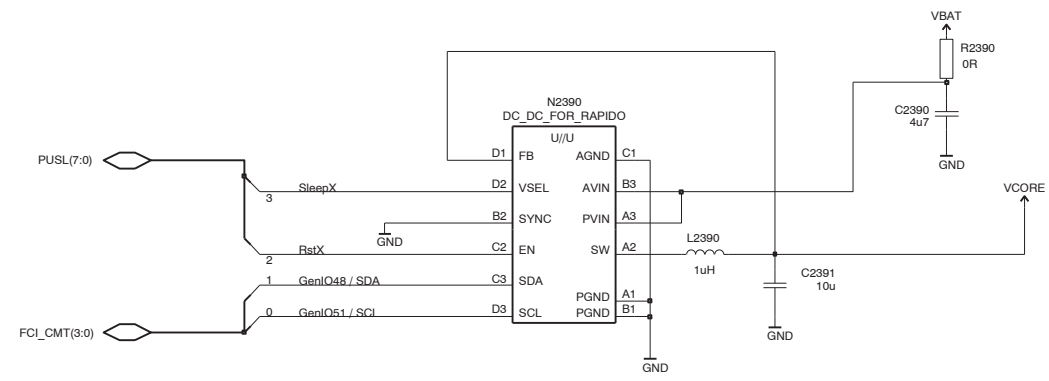 VBAT
R2390
0R
N2390
DC_DC_FOR_RAPIDO
C2390
4u7
U//U
PUSL(7:0)
D1 FB AGND C1
GND
3 SleepX D2 VSEL AVIN B3
VCORE
B2 SYNC PVIN A3
GND
L2390
2 RstX C2 EN SW A2
1uH
C2391
10u
1 GenIO48 / SDA C3 SDA
PGND A1
0 GenIO51 / SCl D3 SCL PGND B1
FCI_CMT(3:0)
GND
GND